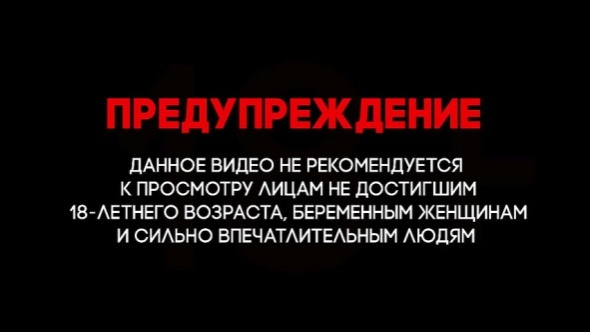 ПРЕДУПРЕЖДЕНИЕ
ДАННОЕ ВИДЕО НЕ РЕКОМЕНДУЕТСЯ
К ПРОСМОТРУ ЛИЦАМ НЕ ДОСТИГШИМ
18-ЛЕТНЕГО ВОЗРАСТА, БЕРЕМЕННЫМ ЖЕНЩИНАМ
И СИЛЬНО ВПЕЧАТЛИТЕЛЬНЫМ ЛЮДЯМ